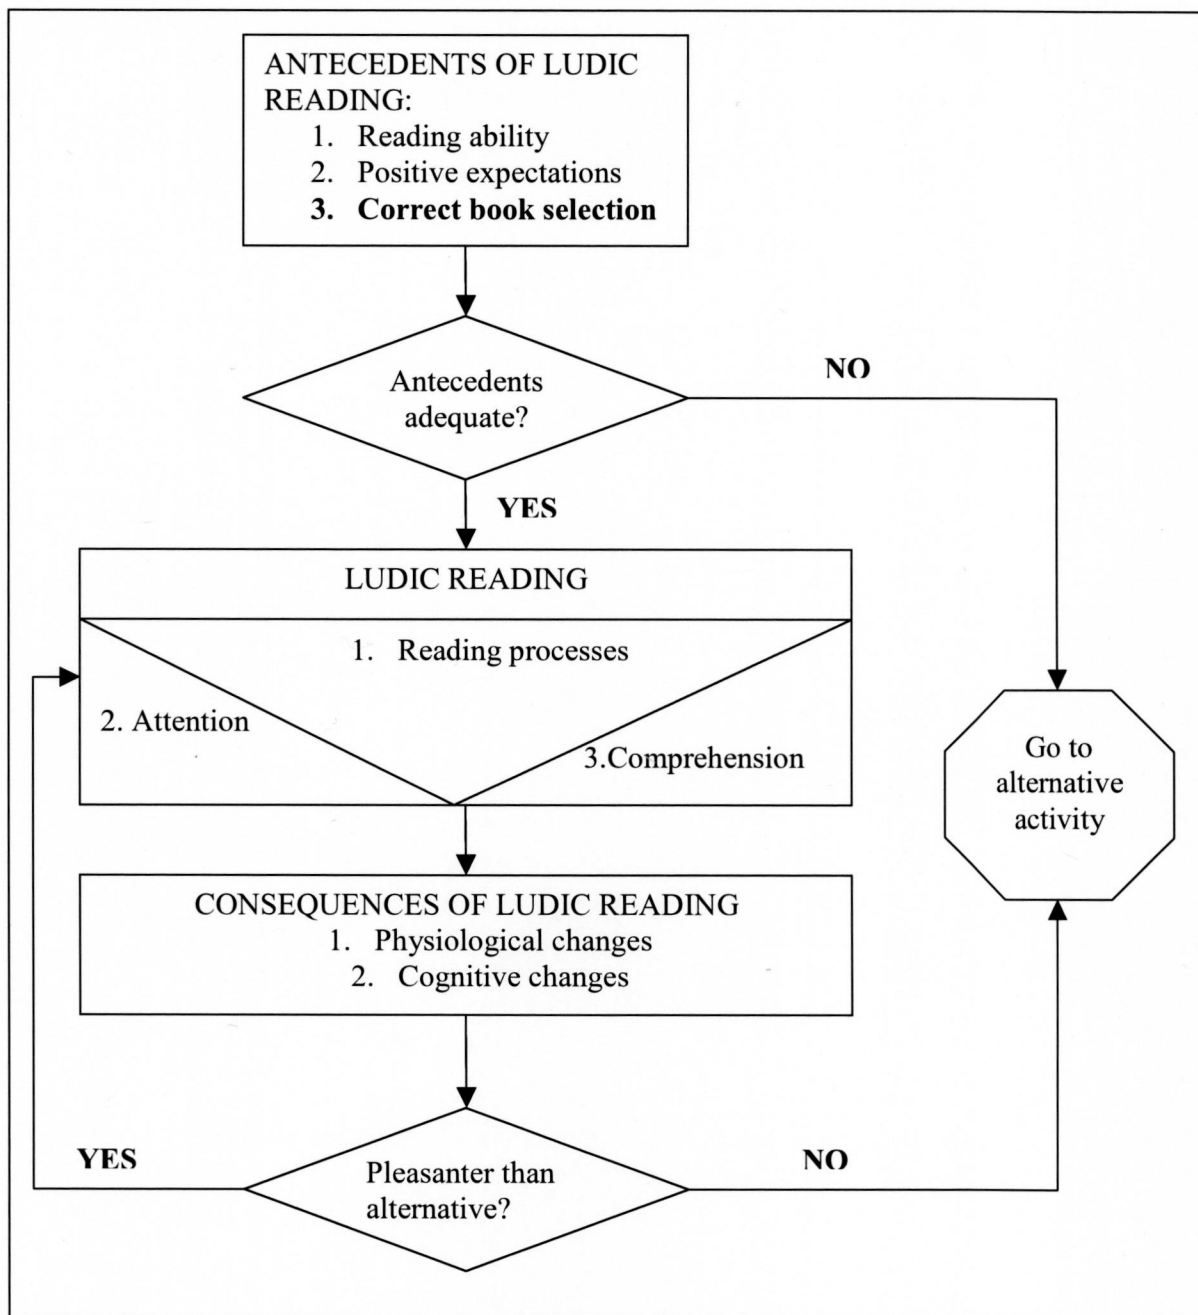 ANTECEDENTS OF LUDIC
READING:
1. Reading ability
2. Positive expectations
3. Correct book selection
Antecedents
adequate?
NO
YES
LUDIC READING
1. Reading processes
2. Attention
3.Comprehension
Go to
alternative
activity
CONSEQUENCES OF LUDIC READING
1. Physiological changes
2. Cognitive changes
YES
Pleasanter than
alternative?
NO